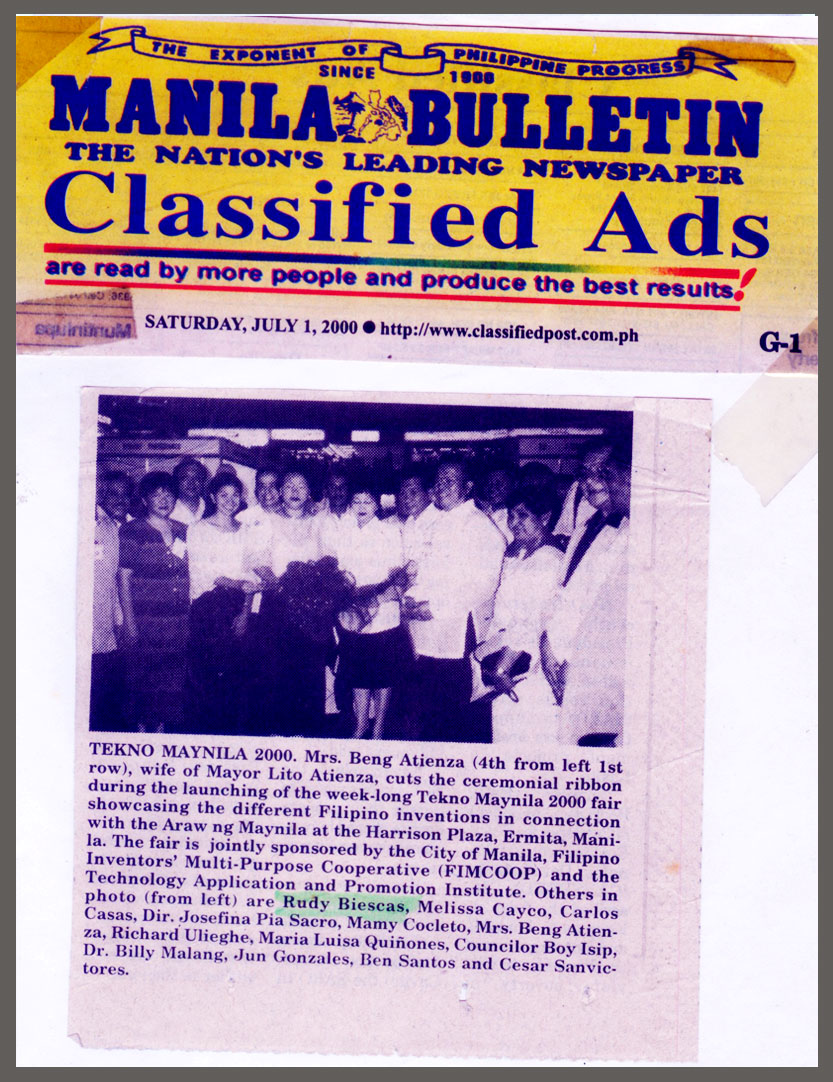 THE EXPONENT OF PHILIPPINE PROGRESS
SINCE 1900
MANILA BULLETIN
THE NATION'S LEADING NEWSPAPER
Classified Ads
are read by more people and produce the best results!
Muntinlupa
SATURDAY, JULY 1, 2000 ● http://www.classifiedpost.com.ph
G-1
TEKNO MAYNILA 2000. Mrs. Beng Atienza (4th from left 1st
row), wife of Mayor Lito Atienza, cuts the ceremonial ribbon
during the launching of the week-long Tekno Maynila 2000 fair
showcasing the different Filipino inventions in connection
with the Araw ng Maynila at the Harrison Plaza, Ermita, Mani-
la. The fair is jointly sponsored by the City of Manila, Filipino
Inventors' Multi-Purpose Cooperative (FIMCOOP) and the
Technology Application and Promotion Institute. Others in
photo (from left) are Rudy Biescas, Melissa Cayco, Carlos
Casas, Dir. Josefina Pia Sacro, Mamy Cocleto, Mrs. Beng Atien-
za, Richard Ulieghe, Maria Luisa Quiñones, Councilor Boy Isip,
Dr. Billy Malang, Jun Gonzales, Ben Santos and Cesar Sanvic-
tores.